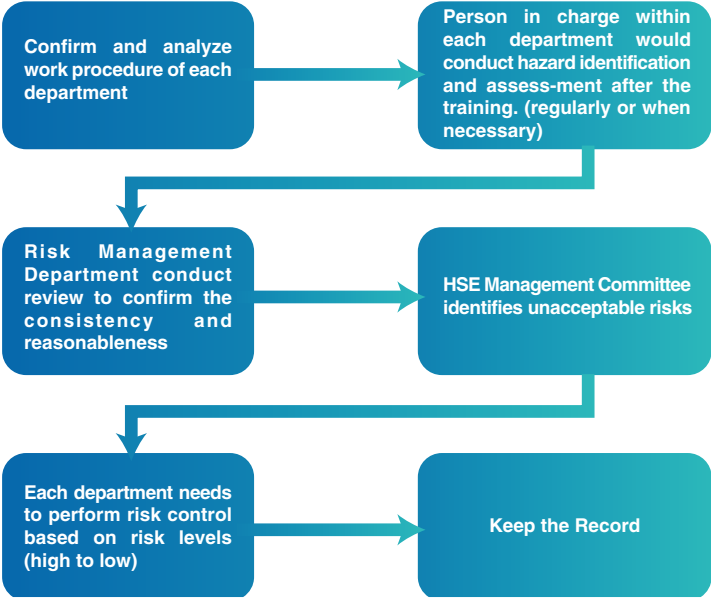 Confirm and analyze
work procedure of each
department
Person in charge within
each department would
conduct hazard identification
and assess-ment after the
training. (regularly or when
necessary)
Risk Management
Department conduct
review to confirm the
consistency and
reasonableness
HSE Management Committee
identifies unacceptable risks
Each department needs
to perform risk control
based on risk levels
(high to low)
Keep the Record